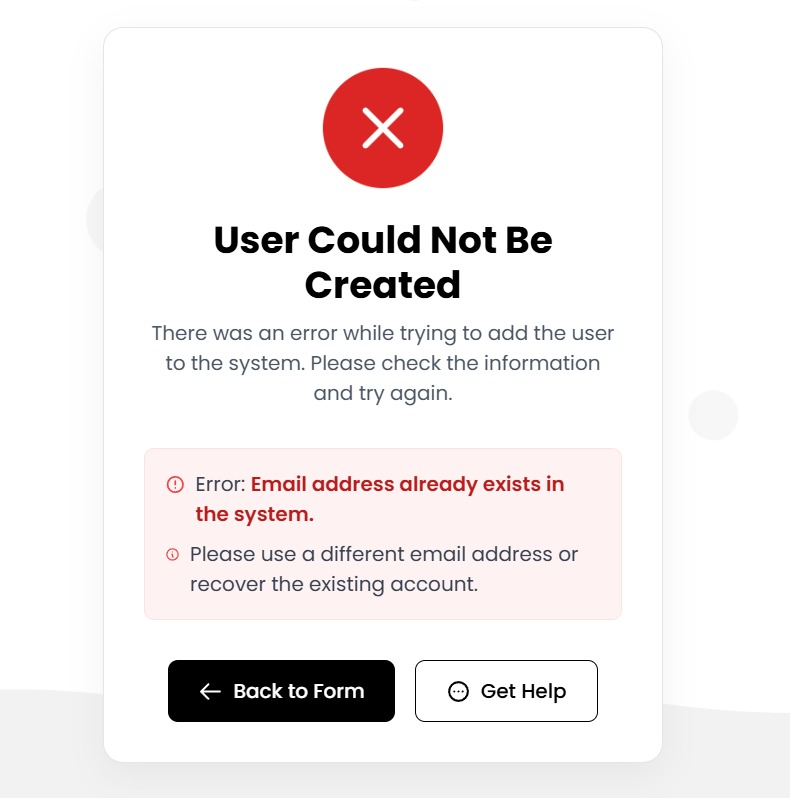 User Could Not Be
Created
There was an error while trying to add the user
to the system. Please check the information
and try again.
Error: Email address already exists in
the system.
Please use a different email address or
recover the existing account.
Back to Form
Get Help